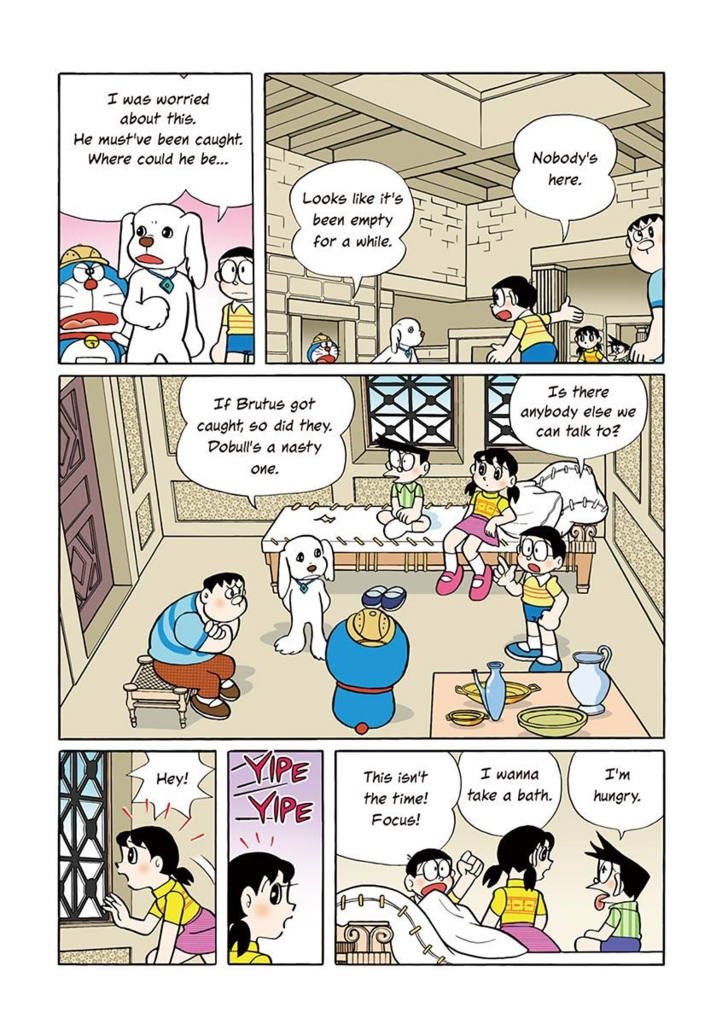 Nobody's
here.
Looks like it's
been empty
for a while.
I was worried
about this.
He must've been caught.
Where could he be...
Is there
anybody else we
can talk to?
If Brutus got
caught, so did they.
Dobull's a nasty
one.
I'm
hungry.
I wanna
take a bath.
This isn't
the time!
Focus!
YIPE
YIPE
Hey!